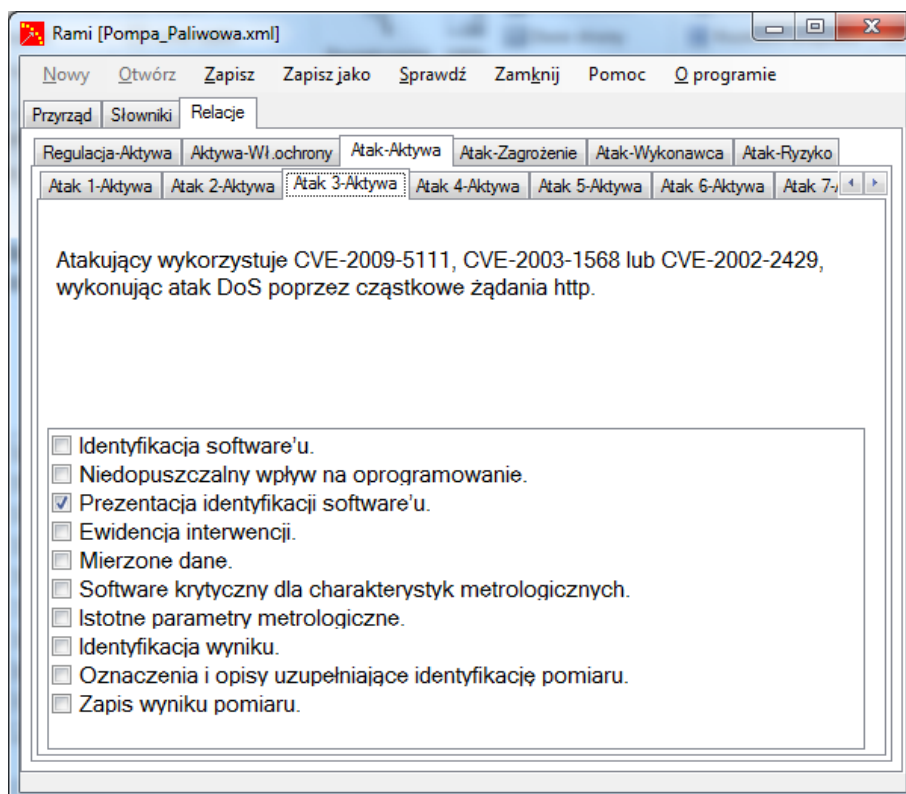 Rami [Pompa_Paliwowa.xml]
Nowy Otwórz Zapisz Zapisz jako Sprawdź Zamknij Pomoc O programie
Przyrząd Słowniki Relacje
Regulacja-Aktywa Aktywa-Wł.ochrony Atak-Aktywa Atak-Zagrożenie Atak-Wykonawca Atak-Ryzyko
Atak 1-Aktywa Atak 2-Aktywa Atak 3-Aktywa Atak 4-Aktywa Atak 5-Aktywa Atak 6-Aktywa Atak 7-
Atakujący wykorzystuje CVE-2009-5111, CVE-2003-1568 lub CVE-2002-2429,
wykonując atak DoS poprzez cząstkowe żądania http.
Identyfikacja software'u.
Niedopuszczalny wpływ na oprogramowanie.
Prezentacja identyfikacji software'u.
Ewidencja interwencji.
Mierzone dane.
Software krytyczny dla charakterystyk metrologicznych.
Istotne parametry metrologiczne.
Identyfikacja wyniku.
Oznaczenia i opisy uzupełniające identyfikację pomiaru.
Zapis wyniku pomiaru.